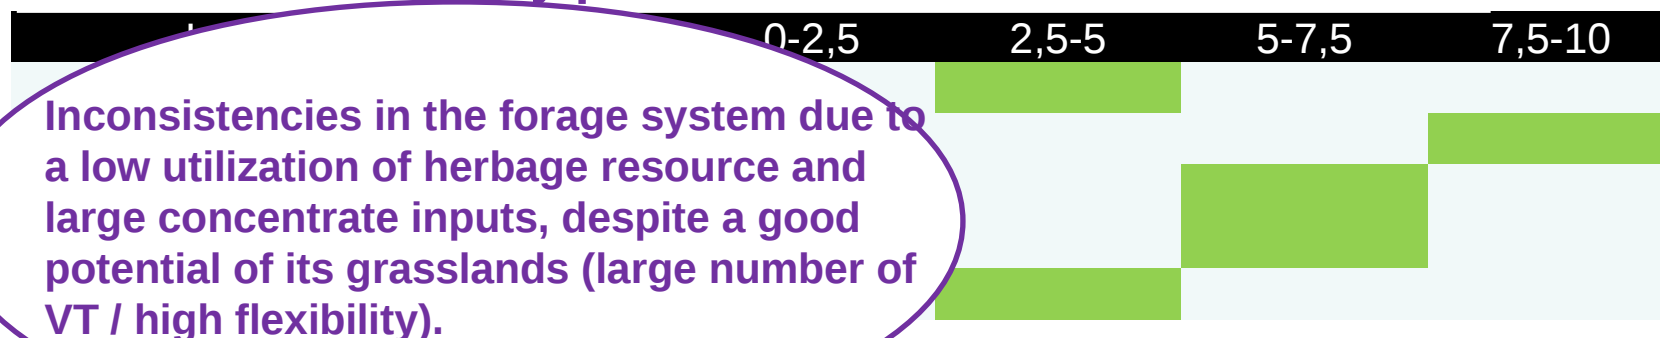 0-2,5 2,5-5 5-7,5 7,5-10
Inconsistencies in the forage system due to
a low utilization of herbage resource and
large concentrate inputs, despite a good
potential of its grasslands (large number of
VT / high flexibility).